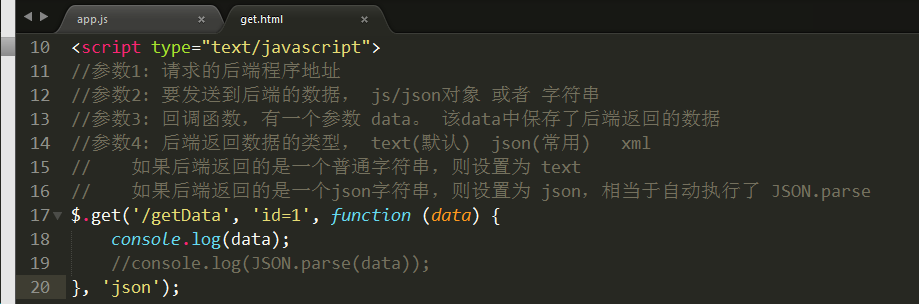 app.js × get.html ×
10 <script type="text/javascript">
11 //参数1: 请求的后端程序地址
12 //参数2: 要发送到后端的数据， js/json对象 或者 字符串
13 //参数3: 回调函数，有一个参数 data。 该data中保存了后端返回的数据
14 //参数4: 后端返回数据的类型， text(默认)  json(常用)   xml
15 //    如果后端返回的是一个普通字符串，则设置为 text
16 //    如果后端返回的是一个json字符串，则设置为 json，相当于自动执行了 JSON.parse
17 $.get('/getData', 'id=1', function (data) {
18     console.log(data);
19     //console.log(JSON.parse(data));
20 }, 'json');